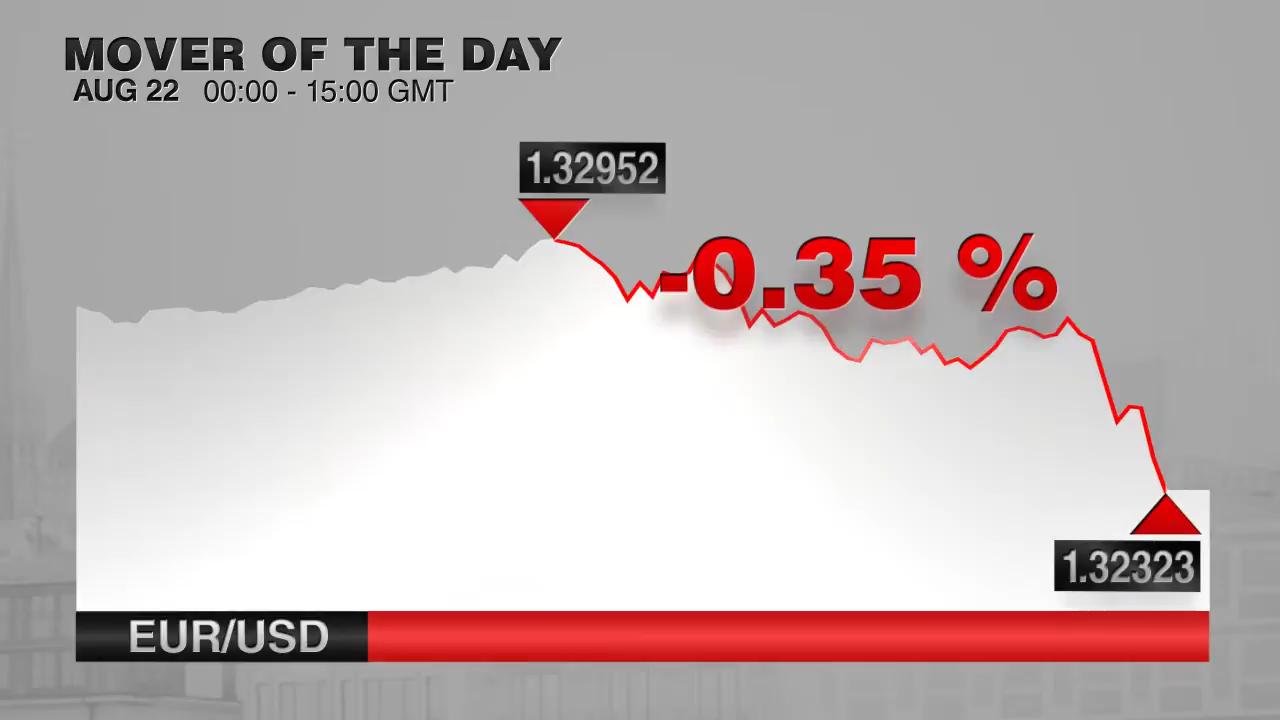 MOVER OF THE DAY
AUG 22 00:00 - 15:00 GMT
1.32952
-0.35 %
1.32323
EUR/USD